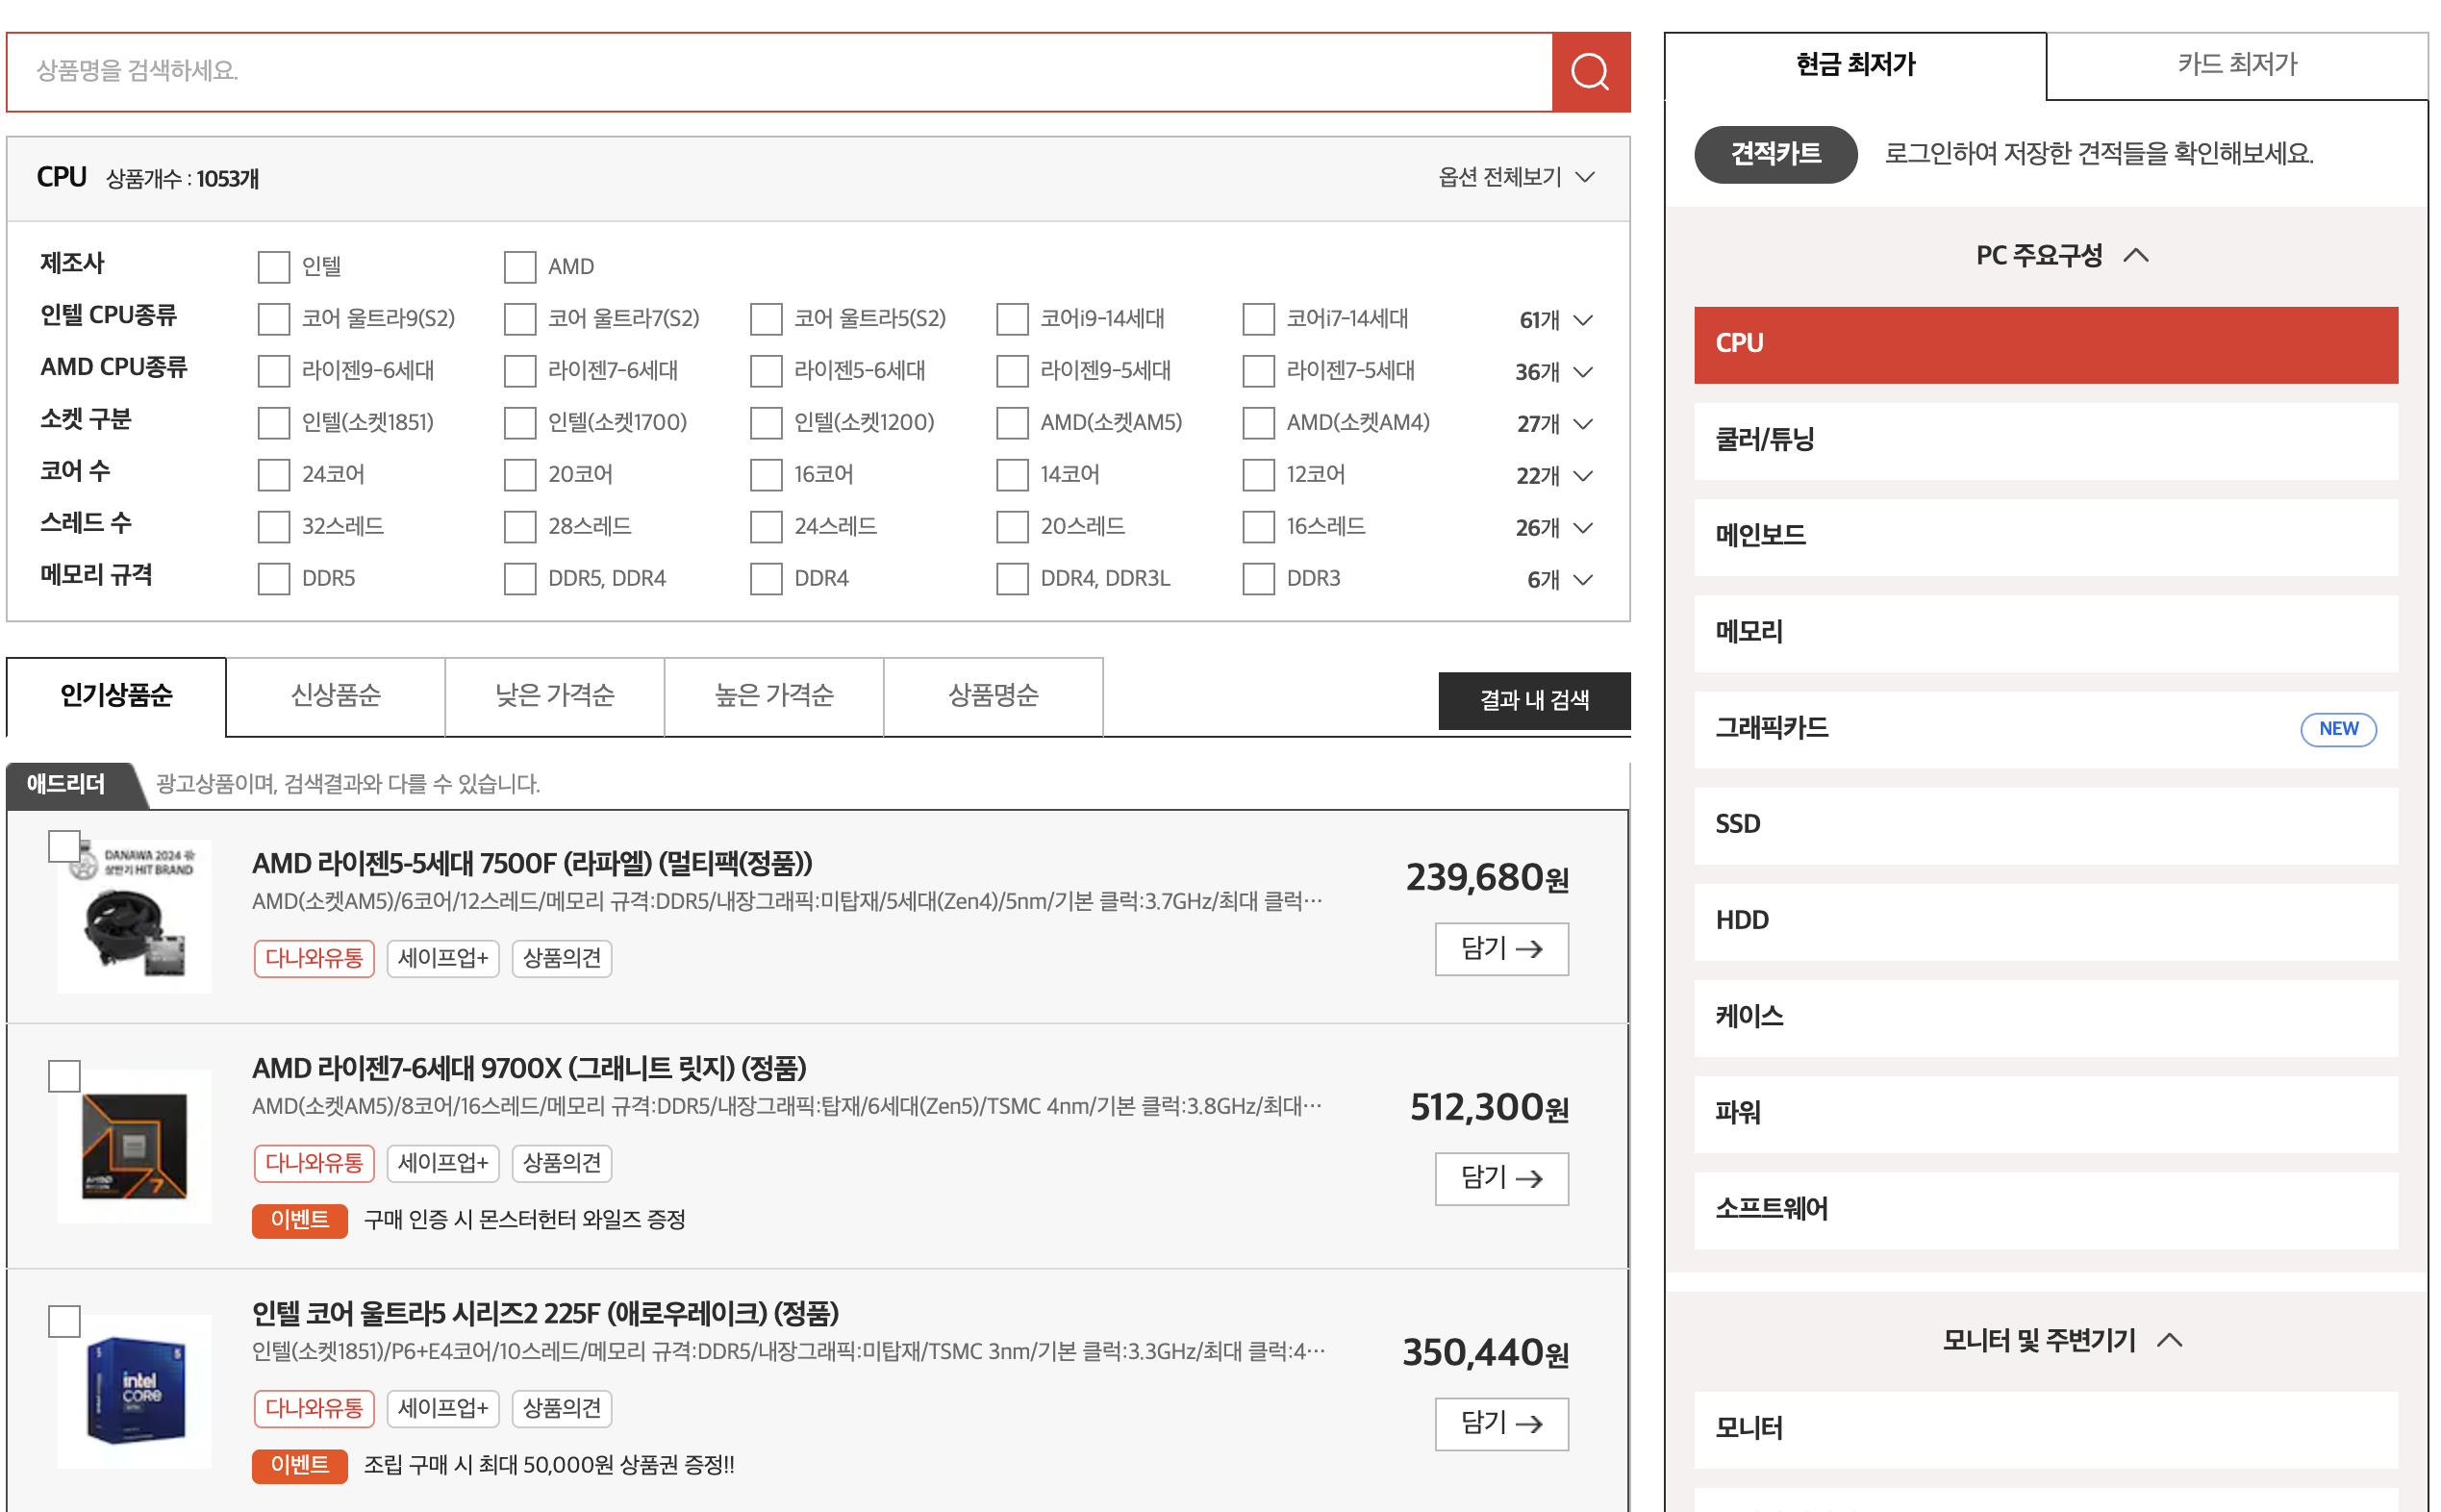 상품명을 검색하세요.
현금 최저가
카드 최저가
견적카트 로그인하여 저장한 견적들을 확인해보세요.
CPU 상품개수 : 1053개
옵션 전체보기
제조사 인텔 AMD
인텔 CPU종류 코어 울트라9(S2) 코어 울트라7(S2) 코어 울트라5(S2) 코어i9-14세대 코어i7-14세대 61개
AMD CPU종류 라이젠9-6세대 라이젠7-6세대 라이젠5-6세대 라이젠9-5세대 라이젠7-5세대 36개
소켓 구분 인텔(소켓1851) 인텔(소켓1700) 인텔(소켓1200) AMD(소켓AM5) AMD(소켓AM4) 27개
코어 수 24코어 20코어 16코어 14코어 12코어 22개
스레드 수 32스레드 28스레드 24스레드 20스레드 16스레드 26개
메모리 규격 DDR5 DDR5, DDR4 DDR4 DDR4, DDR3L DDR3 6개
인기상품순 신상품순 낮은 가격순 높은 가격순 상품명순 결과 내 검색
애드리더 광고상품이며, 검색결과와 다를 수 있습니다.
DANAWA 2024
상반기 HIT BRAND
AMD 라이젠5-5세대 7500F (라파엘) (멀티팩(정품))
AMD(소켓AM5)/6코어/12스레드/메모리 규격:DDR5/내장그래픽:미탑재/5세대(Zen4)/5nm/기본 클럭:3.7GHz/최대 클럭…
239,680원
다나와유통 세이프업+ 상품의견
담기
AMD 라이젠7-6세대 9700X (그래니트 릿지) (정품)
AMD(소켓AM5)/8코어/16스레드/메모리 규격:DDR5/내장그래픽:탑재/6세대(Zen5)/TSMC 4nm/기본 클럭:3.8GHz/최대…
512,300원
다나와유통 세이프업+ 상품의견
담기
7
이벤트 구매 인증 시 몬스터헌터 와일즈 증정
인텔 코어 울트라5 시리즈2 225F (애로우레이크) (정품)
인텔(소켓1851)/P6+E4코어/10스레드/메모리 규격:DDR5/내장그래픽:미탑재/TSMC 3nm/기본 클럭:3.3GHz/최대 클럭:4…
350,440원
intel
CORE
다나와유통 세이프업+ 상품의견
담기
이벤트 조립 구매 시 최대 50,000원 상품권 증정!!
PC 주요구성
CPU
쿨러/튜닝
메인보드
메모리
그래픽카드 NEW
SSD
HDD
케이스
파워
소프트웨어
모니터 및 주변기기
모니터